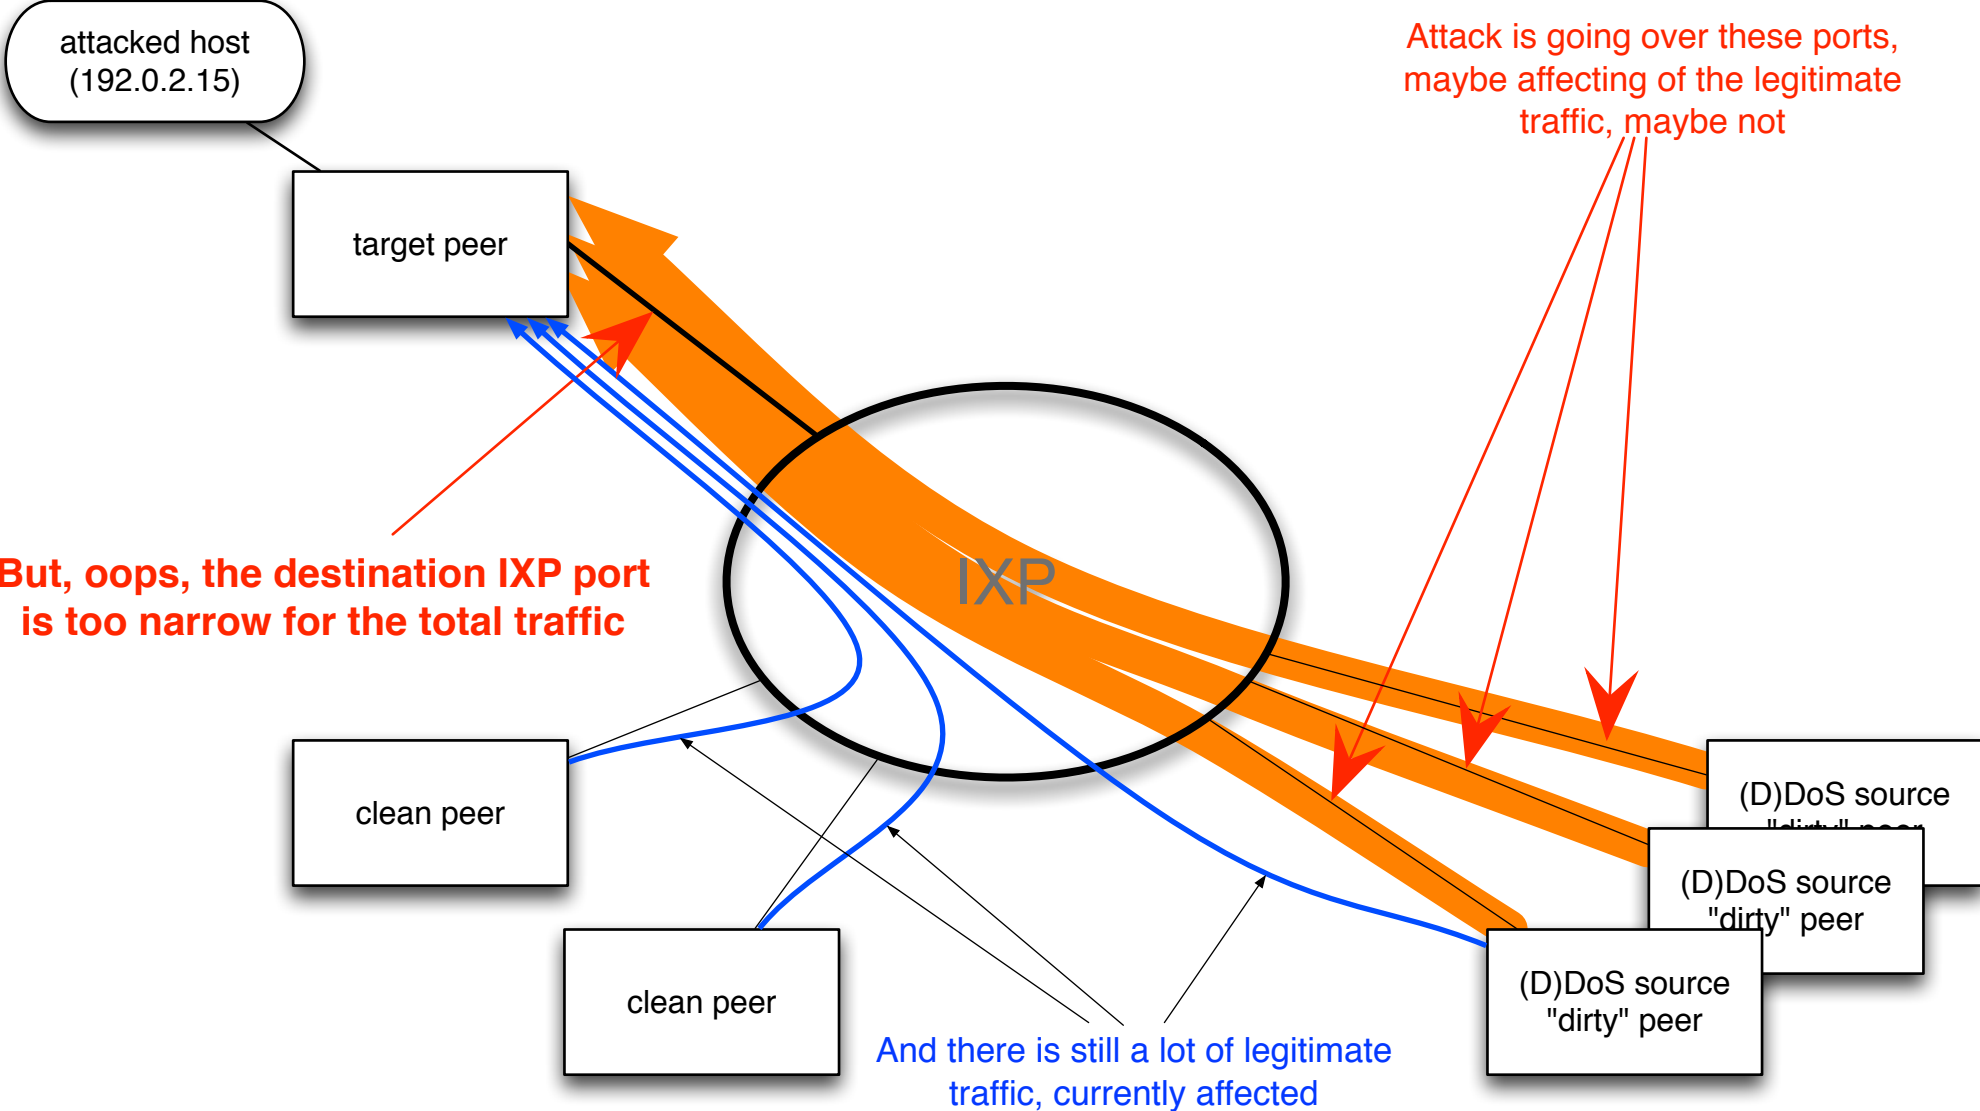 attacked host
(192.0.2.15)
Attack is going over these ports,
maybe affecting of the legitimate
traffic, maybe not
target peer
But, oops, the destination IXP port
is too narrow for the total traffic
IXP
clean peer
clean peer
(D)DoS source
"dirty" peer
(D)DoS source
"dirty" peer
(D)DoS source
"dirty" peer
And there is still a lot of legitimate
traffic, currently affected